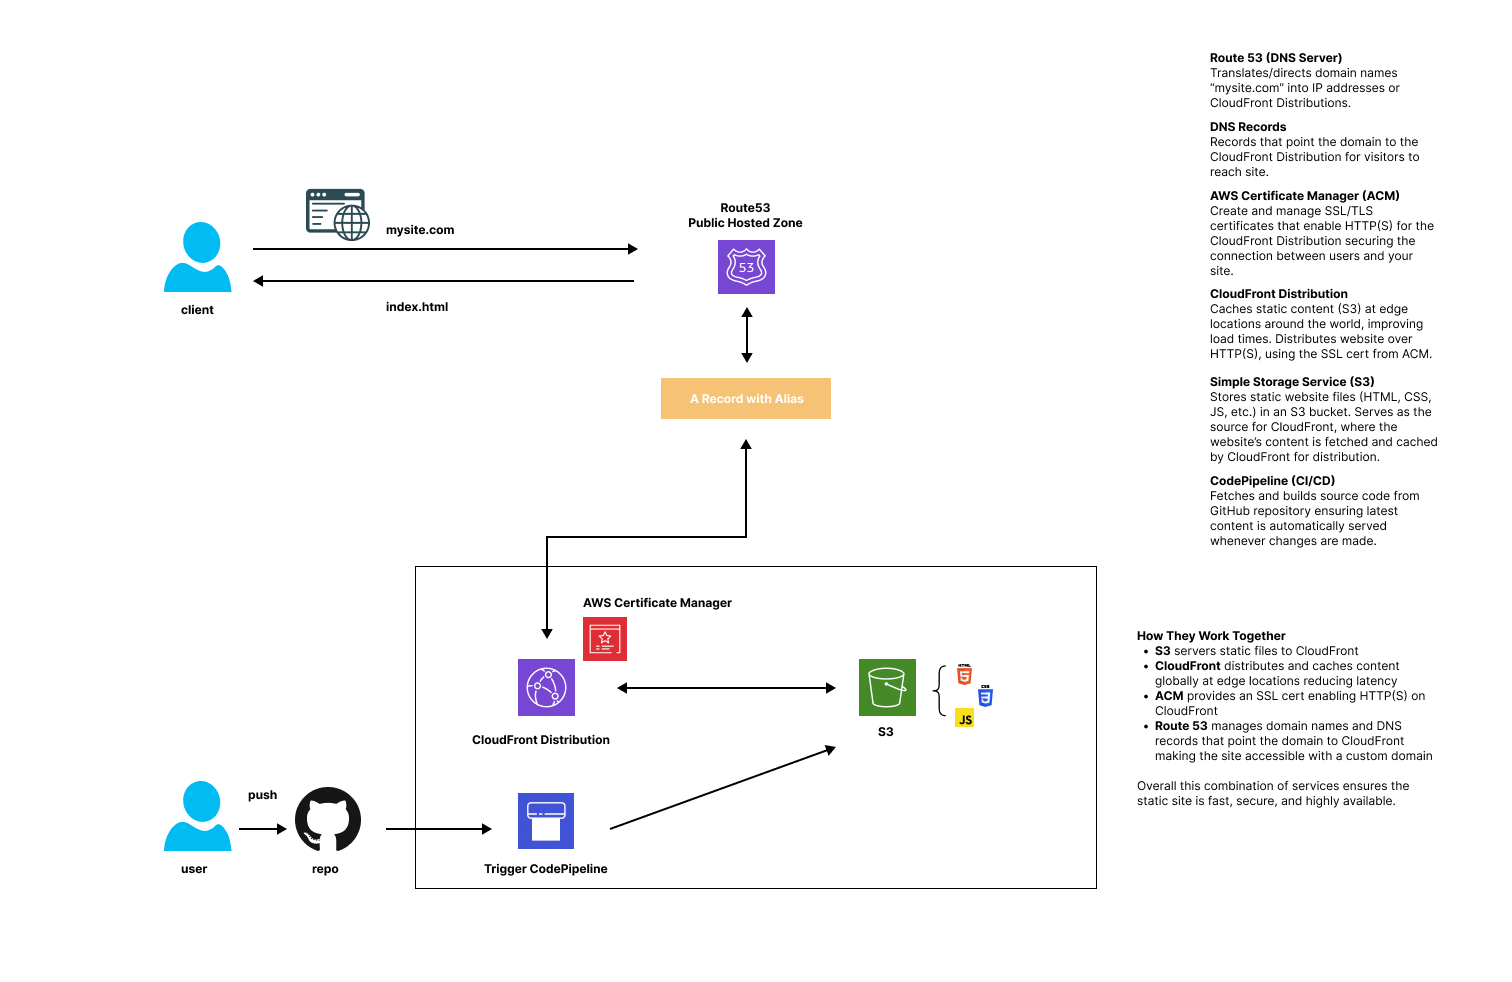 Route 53 (DNS Server)
Translates/directs domain names
“mysite.com” into IP addresses or
CloudFront Distributions.
DNS Records
Records that point the domain to the
CloudFront Distribution for visitors to
reach site.
AWS Certificate Manager (ACM)
Create and manage SSL/TLS
certificates that enable HTTP(S) for the
CloudFront Distribution securing the
connection between users and your
site.
CloudFront Distribution
Caches static content (S3) at edge
locations around the world, improving
load times. Distributes website over
HTTP(S), using the SSL cert from ACM.
Simple Storage Service (S3)
Stores static website files (HTML, CSS,
JS, etc.) in an S3 bucket. Serves as the
source for CloudFront, where the
website’s content is fetched and cached
by CloudFront for distribution.
CodePipeline (CI/CD)
Fetches and builds source code from
GitHub repository ensuring latest
content is automatically served
whenever changes are made.
mysite.com
client
index.html
Route53
Public Hosted Zone
53
A Record with Alias
AWS Certificate Manager
CloudFront Distribution
S3
HTML
5
CSS
3
JS
push
user
repo
Trigger CodePipeline
How They Work Together
• S3 servers static files to CloudFront
• CloudFront distributes and caches content
globally at edge locations reducing latency
• ACM provides an SSL cert enabling HTTP(S) on
CloudFront
• Route 53 manages domain names and DNS
records that point the domain to CloudFront
making the site accessible with a custom domain
Overall this combination of services ensures the
static site is fast, secure, and highly available.